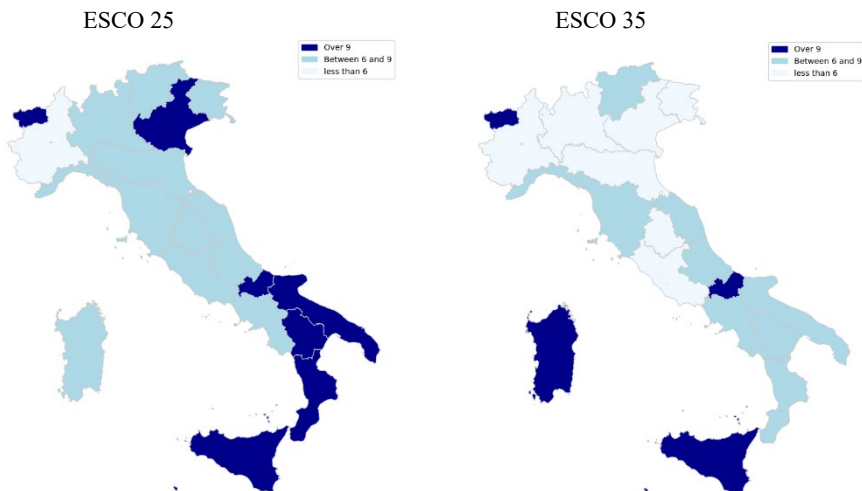 ESCO 25
ESCO 35
Over 9
Between 6 and 9
less than 6
Over 9
Between 6 and 9
less than 6